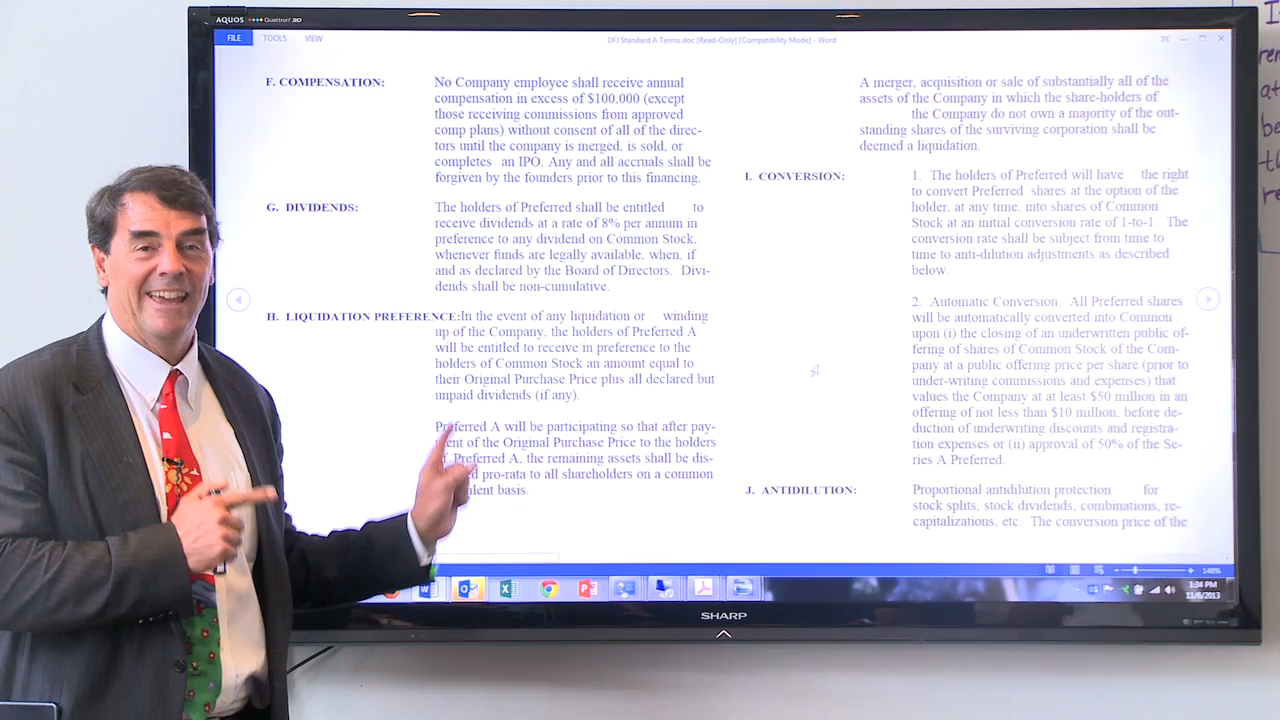 AQUOS Quattron 3D
FILE TOOLS VIEW
DFJ Standard A Terms.doc [Read-Only] [Compatibility Mode] - Word
F. COMPENSATION:
No Company employee shall receive annual
compensation in excess of $100,000 (except
those receiving commissions from approved
comp plans) without consent of all of the direc-
tors until the company is merged, is sold, or
completes an IPO. Any and all accruals shall be
forgiven by the founders prior to this financing.
G. DIVIDENDS:
The holders of Preferred shall be entitled to
receive dividends at a rate of 8% per annum in
preference to any dividend on Common Stock,
whenever funds are legally available, when, if
and as declared by the Board of Directors. Divi-
dends shall be non-cumulative.
H. LIQUIDATION PREFERENCE: In the event of any liquidation or winding
up of the Company, the holders of Preferred A
will be entitled to receive in preference to the
holders of Common Stock an amount equal to
their Original Purchase Price plus all declared but
unpaid dividends (if any).
Preferred A will be participating so that after pay-
ment of the Original Purchase Price to the holders
of Preferred A, the remaining assets shall be dis-
pro-rata to all shareholders on a common
basis.
A merger, acquisition or sale of substantially all of the
assets of the Company in which the share-holders of
the Company do not own a majority of the out-
standing shares of the surviving corporation shall be
deemed a liquidation.
I. CONVERSION:
1. The holders of Preferred will have the right
to convert Preferred shares at the option of the
holder, at any time, into shares of Common
Stock at an initial conversion rate of 1-to-1. The
conversion rate shall be subject from time to
time to anti-dilution adjustments as described
below.
2. Automatic Conversion: All Preferred shares
will be automatically converted into Common
upon (i) the closing of an underwritten public of-
fering of shares of Common Stock of the Com-
pany at a public offering price per share (prior to
under-writing commissions and expenses) that
values the Company at at least $50 million in an
offering of not less than $10 million, before de-
duction of underwriting discounts and registra-
tion expenses or (ii) approval of 50% of the Se-
ries A Preferred.
J. ANTIDILUTION:
Proportional antidilution protection for
stock splits, stock dividends, combinations, re-
capitalizations, etc. The conversion price of the
140%
1:34 PM
11/6/2013
SHARP